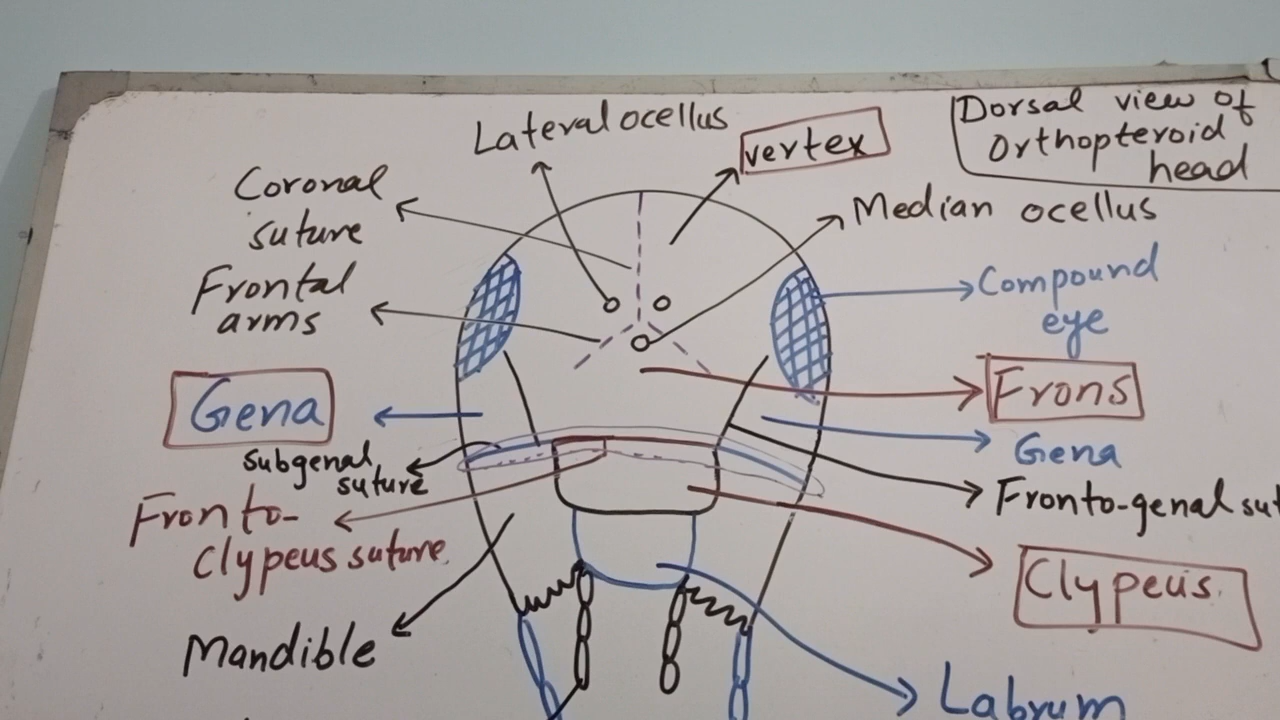 Lateral ocellus
vertex
Dorsal view of
Orthopteroid
head
Coronal
suture
Median ocellus
Frontal
arms
Compound
eye
Gena
Frons
subgenal
suture
Gena
Fronto-
Clypeus suture
Fronto-genal sut
Clypeus
Mandible
Labrum